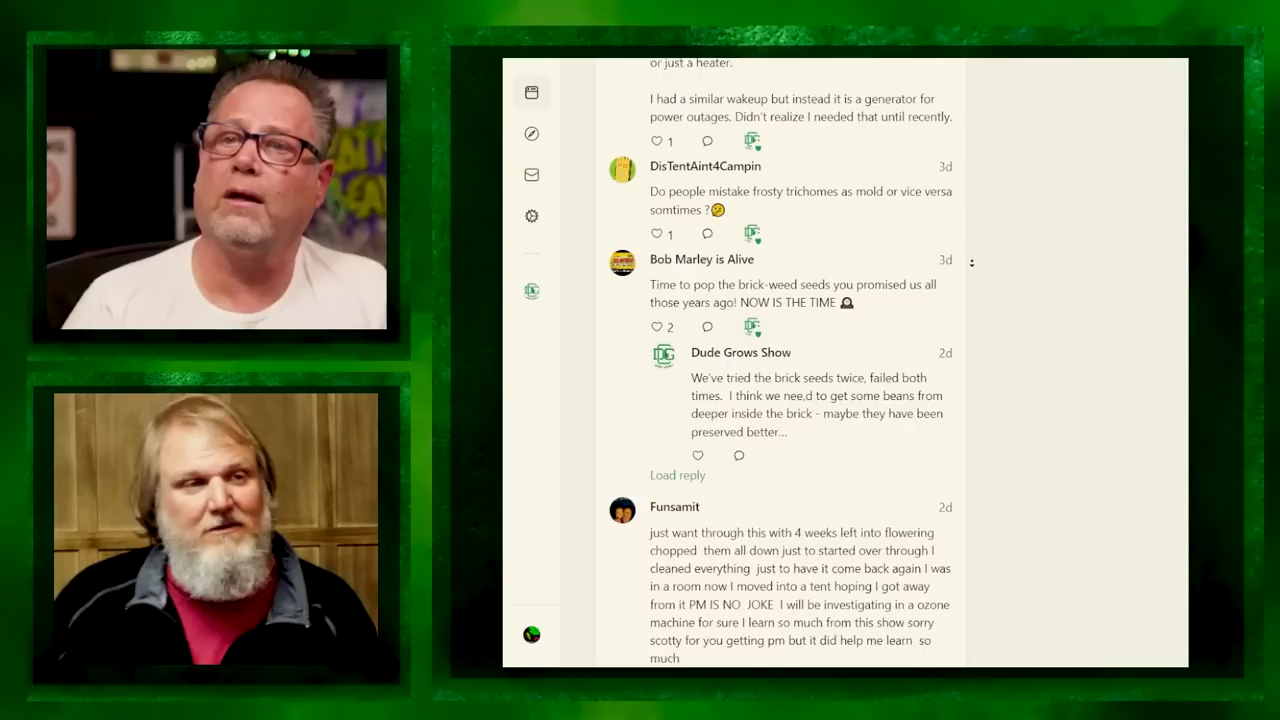 or just a heater.
I had a similar wakeup but instead it is a generator for
power outages. Didn't realize I needed that until recently.
1
DisTentAint4Campin 3d
Do people mistake frosty trichomes as mold or vice versa
somtimes ?🤔
1
Bob Marley is Alive 3d
Time to pop the brick-weed seeds you promised us all
those years ago! NOW IS THE TIME 🕰
2
Dude Grows Show 2d
We've tried the brick seeds twice, failed both
times. I think we nee,d to get some beans from
deeper inside the brick - maybe they have been
preserved better...
Load reply
Funsamit 2d
just want through this with 4 weeks left into flowering
chopped them all down just to started over through I
cleaned everything just to have it come back again I was
in a room now I moved into a tent hoping I got away
from it PM IS NO JOKE I will be investigating in a ozone
machine for sure I learn so much from this show sorry
scotty for you getting pm but it did help me learn so
much